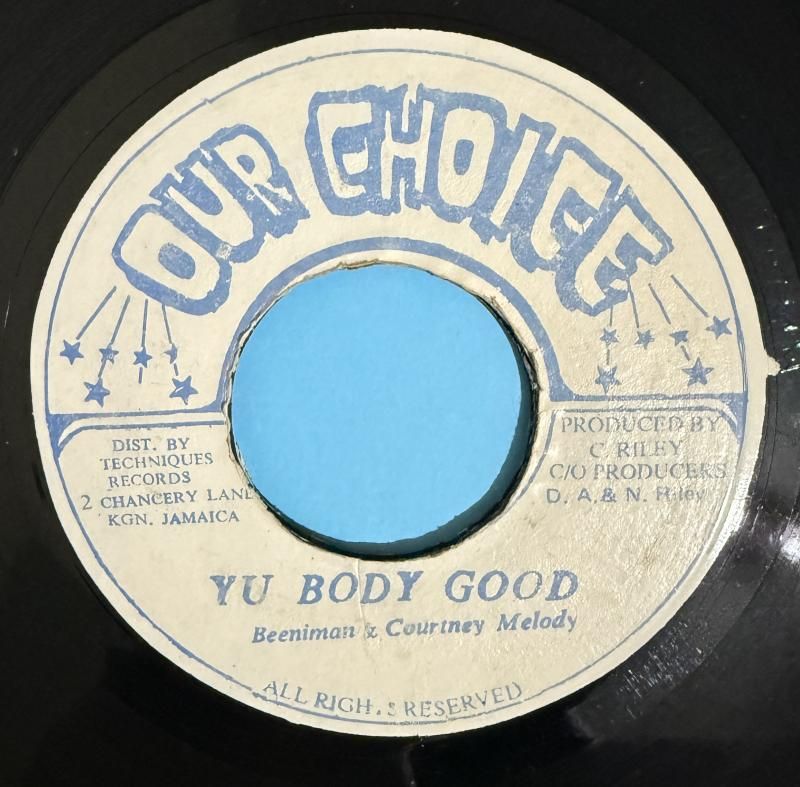 OUR CHOICE
DIST. BY
TECHNIQUES
RECORDS
2 CHANCERY LANE
KGN. JAMAICA
PRODUCED BY
C. RILEY
C/O PRODUCERS
D. A.& N. Riley
YU BODY GOOD
Beeniman & Courtney Melody
ALL RIGH.S RESERVED